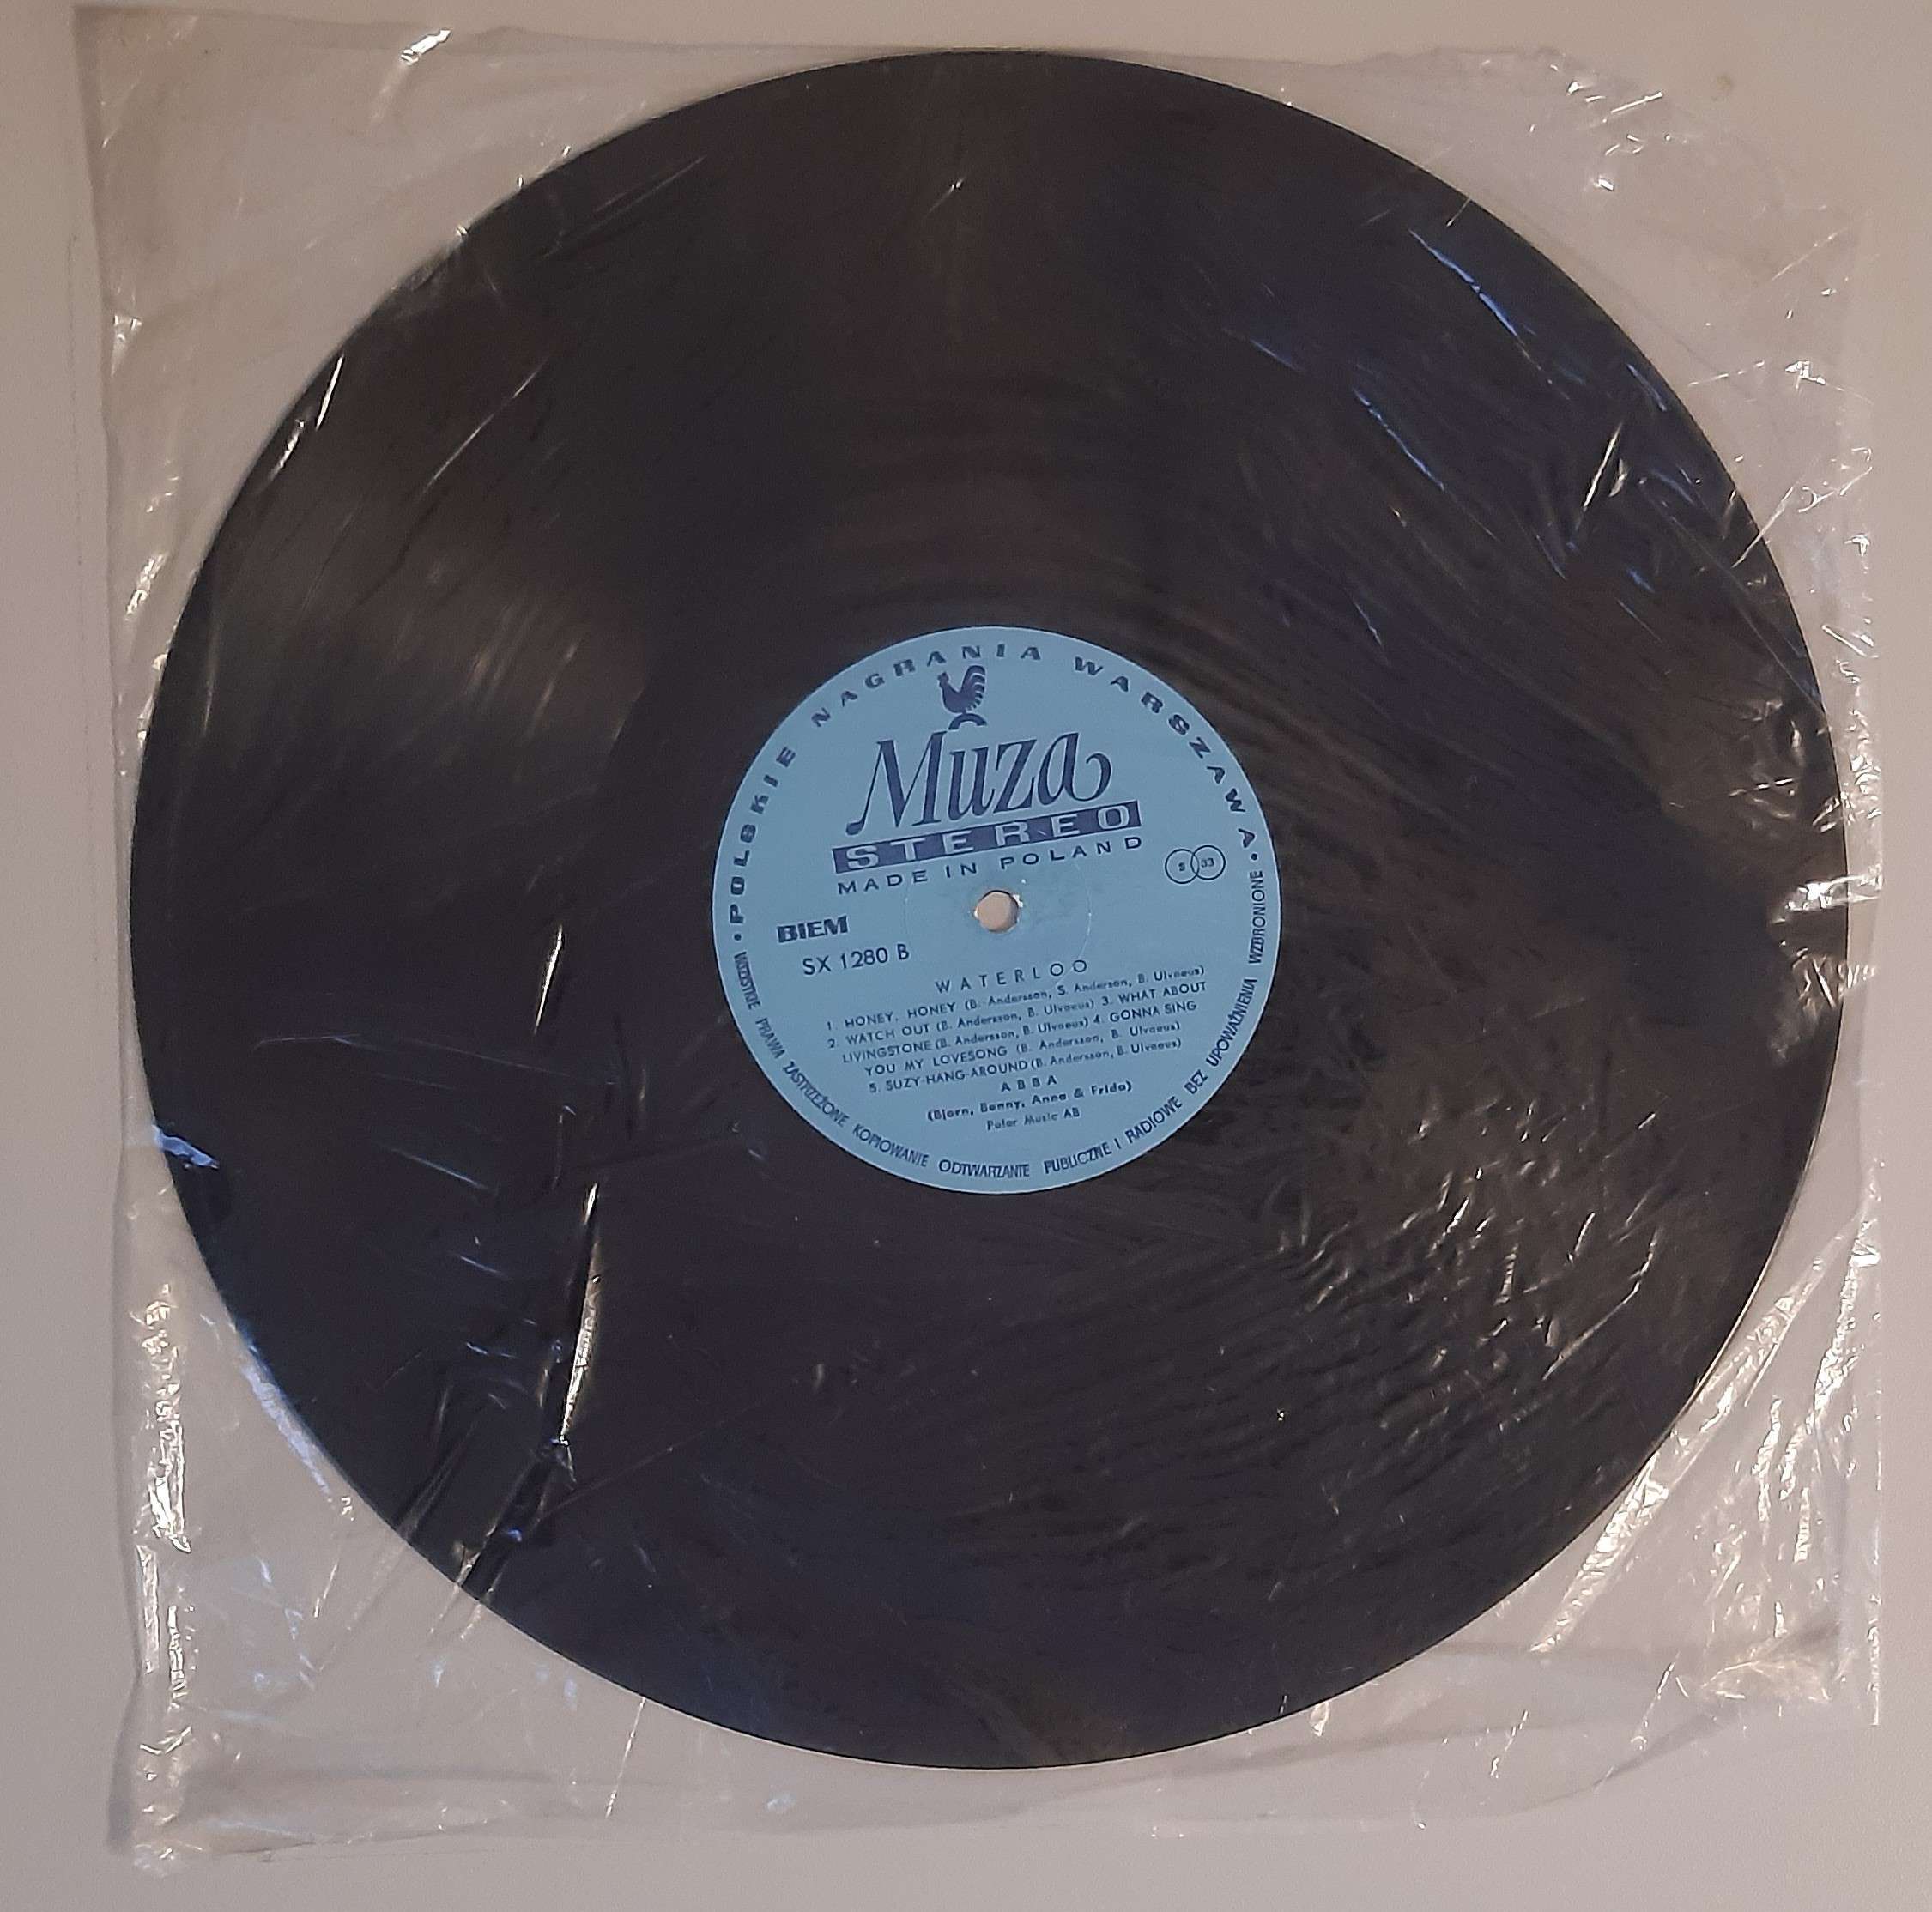 • POLSKIE NAGRANIA WARSZAWA •
Muza
STEREO
MADE IN POLAND
S 33
BIEM
SX 1280 B
WATERLOO
1. HONEY, HONEY (B. Andersson, S. Anderson, B. Ulvaeus)
2. WATCH OUT (B. Andersson, B. Ulvaeus) 3. WHAT ABOUT
LIVINGSTONE (B. Andersson, B. Ulvaeus) 4. GONNA SING
YOU MY LOVESONG (B. Andersson, B. Ulvaeus)
5. SUZY-HANG-AROUND (B. Andersson, B. Ulvaeus)
ABBA
(Bjorn, Benny, Anna & Frida)
Polar Music AB
WSZYSTKIE PRAWA ZASTRZEŻONE KOPIOWANIE ODTWARZANIE PUBLICZNE I RADIOWE BEZ UPOWAŻNIENIA WZBRONIONE